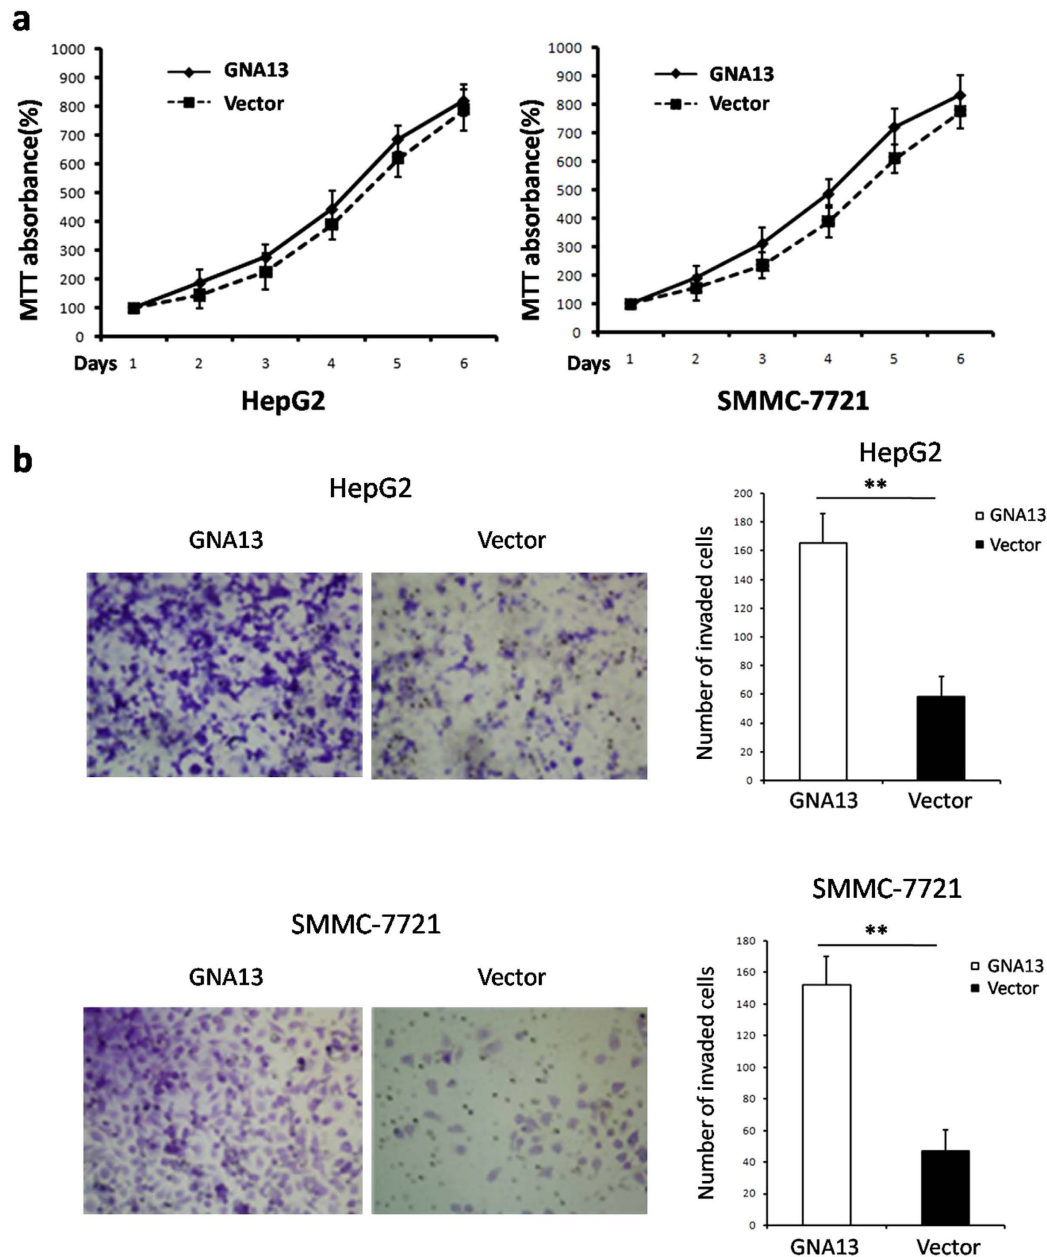 a
MTT absorbance(%)
1000
900
800
700
600
500
400
300
200
100
0
GNA13
Vector
Days 1 2 3 4 5 6
HepG2
MTT absorbance(%)
1000
900
800
700
600
500
400
300
200
100
0
GNA13
Vector
Days 1 2 3 4 5 6
SMMC-7721
b
HepG2
GNA13 Vector
HepG2
Number of invaded cells
200
180
160
140
120
100
80
60
40
20
0
**
GNA13
Vector
GNA13 Vector
SMMC-7721
GNA13 Vector
SMMC-7721
Number of invaded cells
180
160
140
120
100
80
60
40
20
0
**
GNA13
Vector
GNA13 Vector